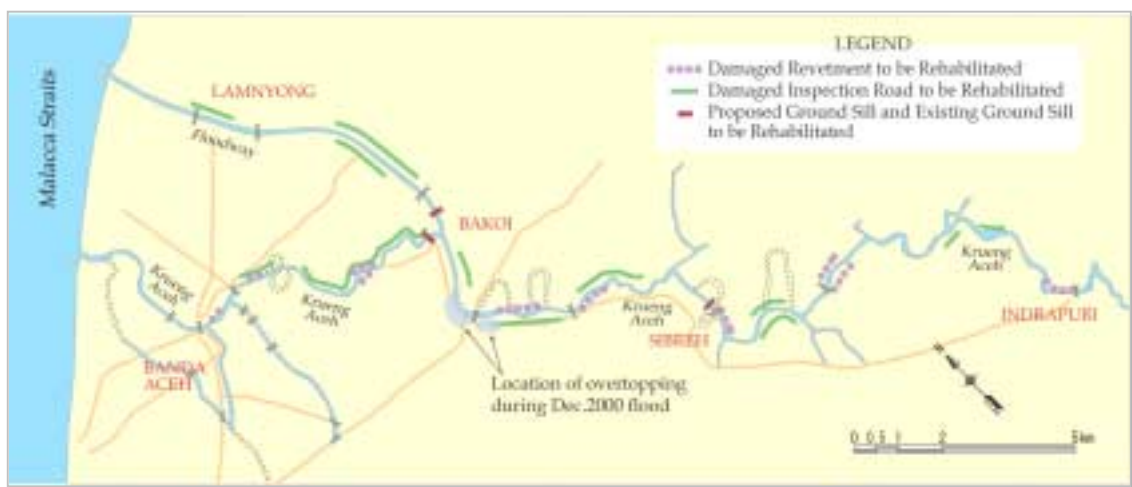 LEGEND
Damaged Revetment to be Rehabilitated
Damaged Inspection Road to be Rehabilitated
Proposed Ground Sill and Existing Ground Sill
to be Rehabilitated
Malacca Straits
LAMNYONG
Floodway
BAKOI
Krueng
Aceh
Krueng
Aceh
Krueng
Aceh
Krueng
Aceh
SIBREH
INDRAPURI
BANDA
ACEH
Location of overtopping
during Dec.2000 flood
0 0.5 1 2 5km